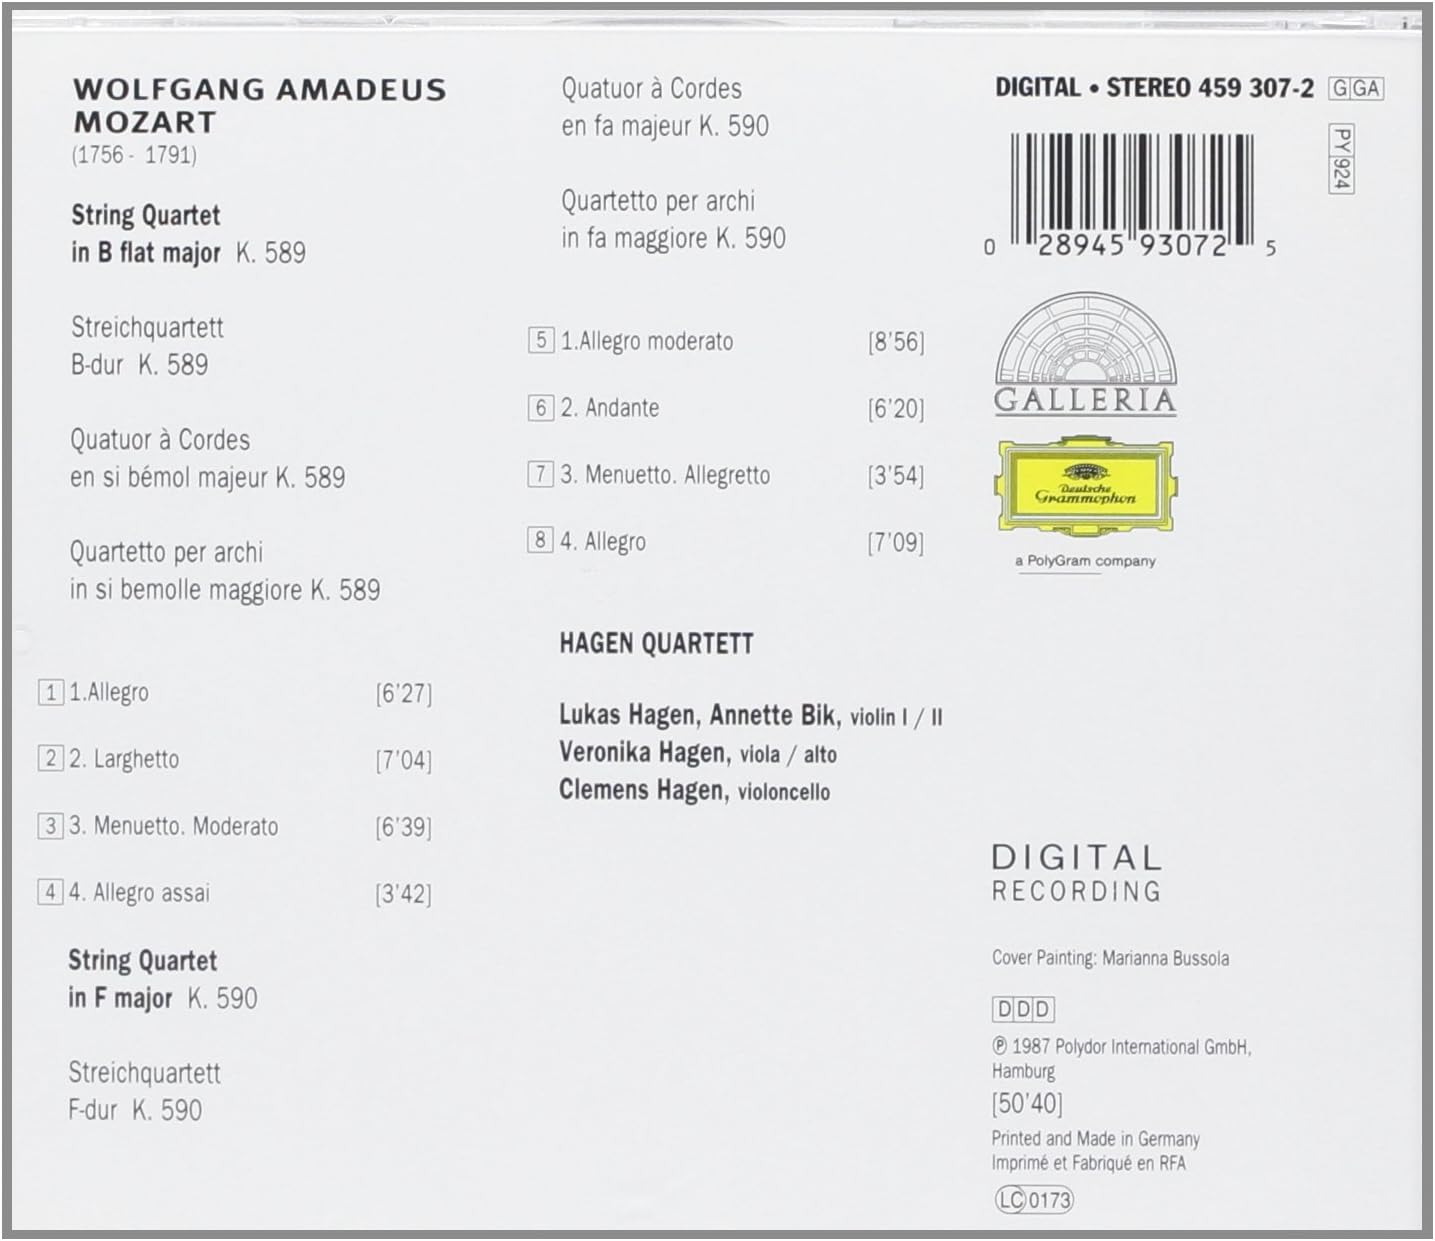 WOLFGANG AMADEUS
MOZART
(1756 - 1791)
String Quartet
in B flat major K. 589
Streichquartett
B-dur K. 589
Quatuor à Cordes
en si bémol majeur K. 589
Quartetto per archi
in si bemolle maggiore K. 589
1 1.Allegro [6'27]
2 2. Larghetto [7'04]
3 3. Menuetto. Moderato [6'39]
4 4. Allegro assai [3'42]
String Quartet
in F major K. 590
Streichquartett
F-dur K. 590
Quatuor à Cordes
en fa majeur K. 590
Quartetto per archi
in fa maggiore K. 590
5 1.Allegro moderato [8'56]
6 2. Andante [6'20]
7 3. Menuetto. Allegretto [3'54]
8 4. Allegro [7'09]
HAGEN QUARTETT
Lukas Hagen, Annette Bik, violin I / II
Veronika Hagen, viola / alto
Clemens Hagen, violoncello
DIGITAL • STEREO 459 307-2 GGA
PY 924
0 28945 93072 5
GALLERIA
Deutsche
Grammophon
a PolyGram company
DIGITAL
RECORDING
Cover Painting: Marianna Bussola
DDD
℗ 1987 Polydor International GmbH,
Hamburg
[50'40]
Printed and Made in Germany
Imprimé et Fabriqué en RFA
LC 0173